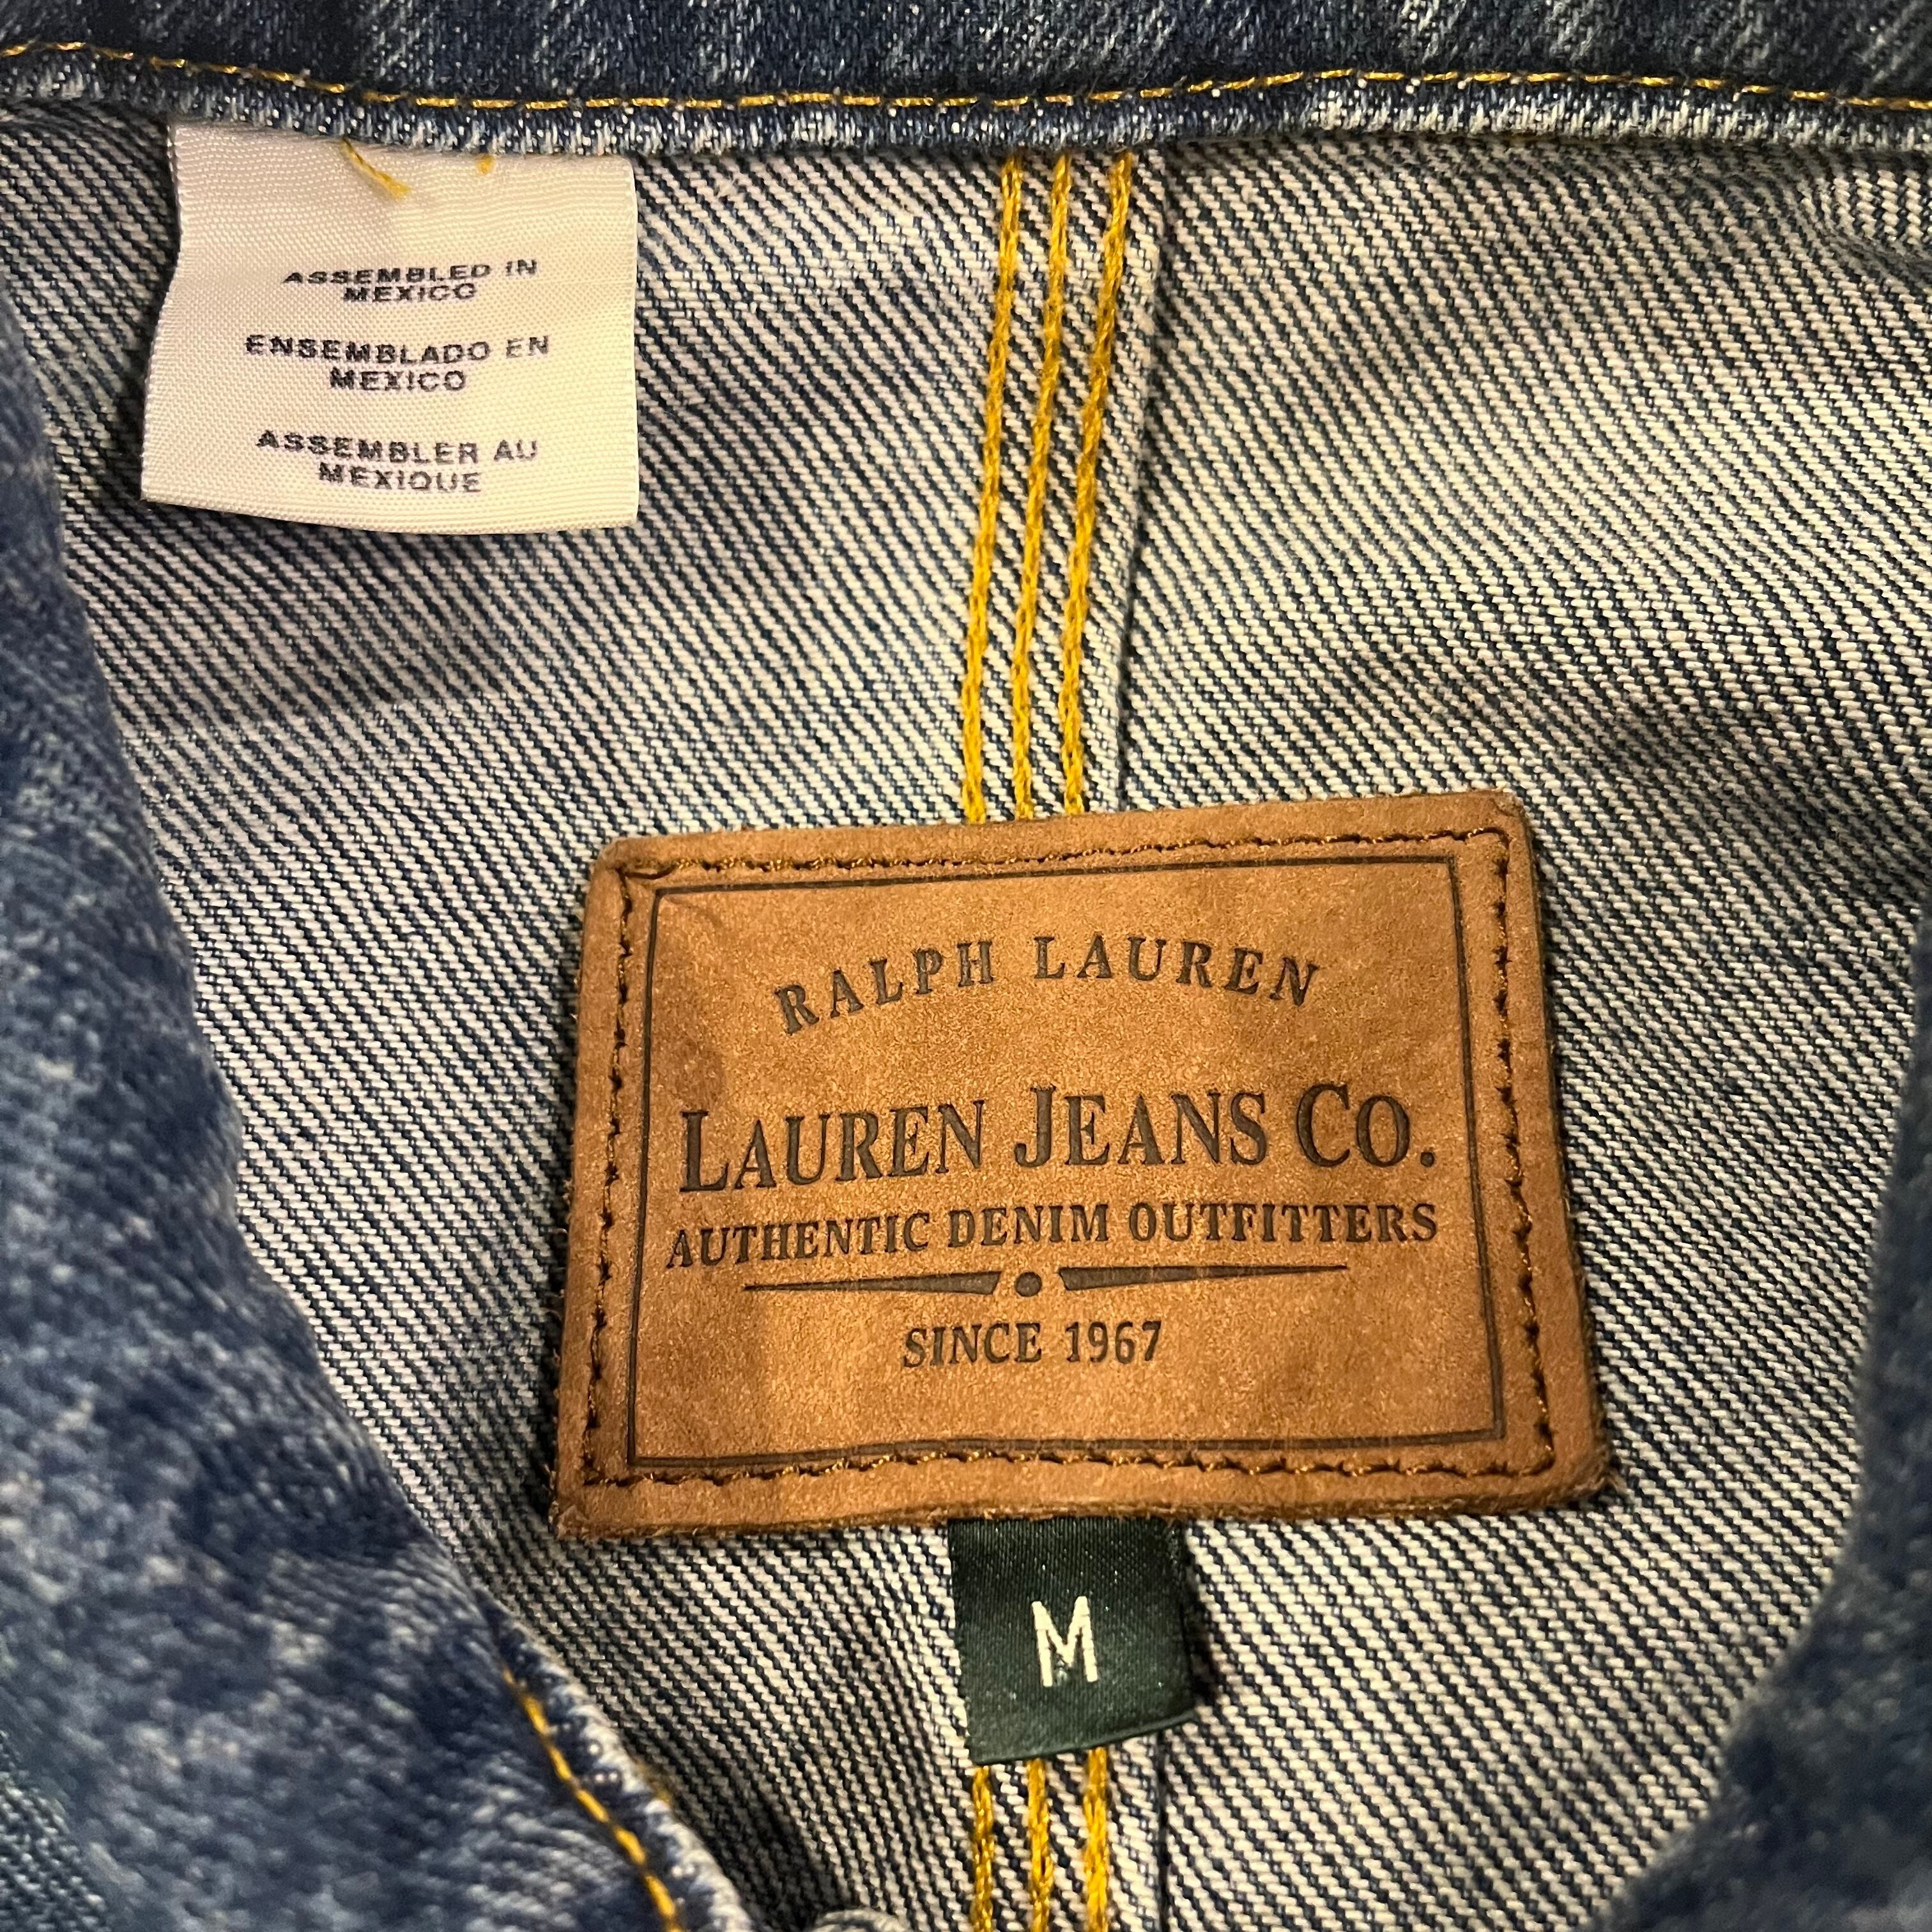 ASSEMBLED IN
MEXICO
ENSEMBLADO EN
MEXICO
ASSEMBLER AU
MEXIQUE
RALPH LAUREN
LAUREN JEANS CO.
AUTHENTIC DENIM OUTFITTERS
SINCE 1967
M